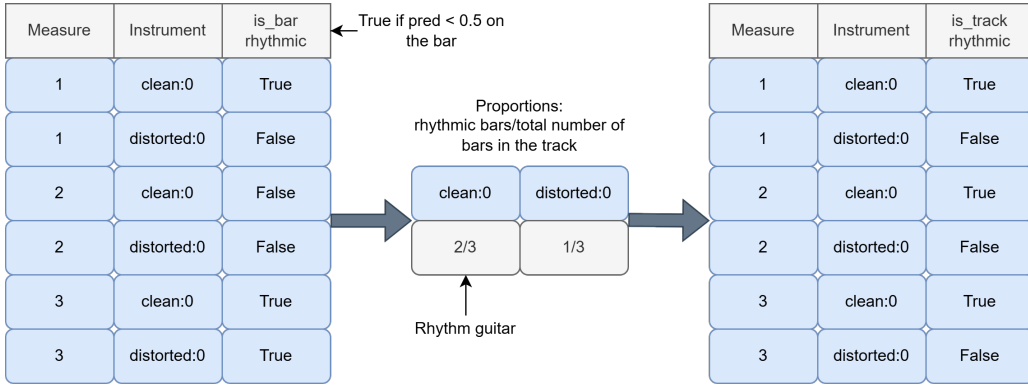 Measure Instrument is_bar
rhythmic
1 clean:0 True
1 distorted:0 False
2 clean:0 False
2 distorted:0 False
3 clean:0 True
3 distorted:0 True
True if pred < 0.5 on
the bar
Proportions:
rhythmic bars/total number of
bars in the track
clean:0 distorted:0
2/3 1/3
Rhythm guitar
Measure Instrument is_track
rhythmic
1 clean:0 True
1 distorted:0 False
2 clean:0 True
2 distorted:0 False
3 clean:0 True
3 distorted:0 False